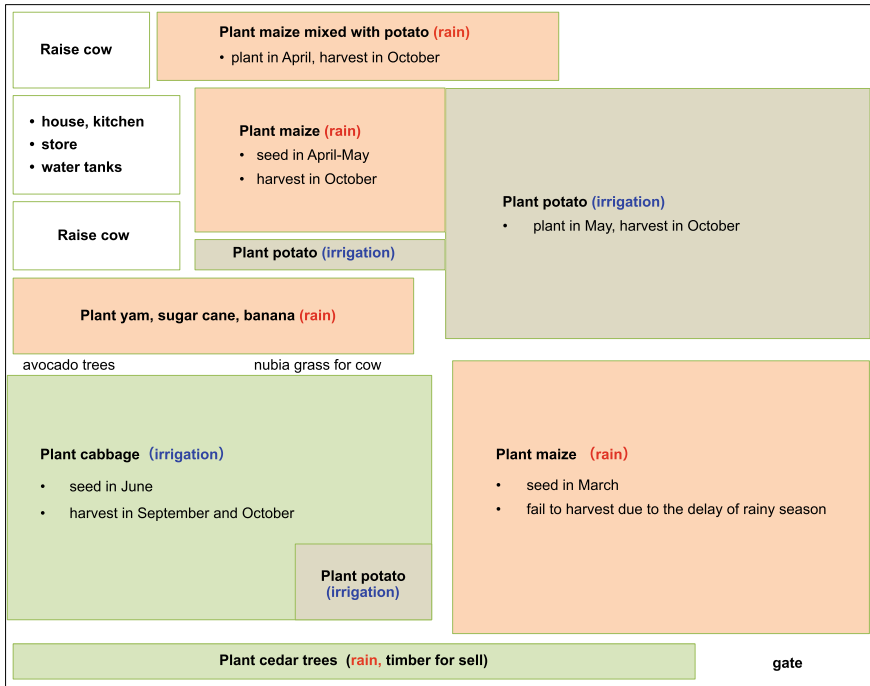 Raise cow
Plant maize mixed with potato (rain)
• plant in April, harvest in October
• house, kitchen
• store
• water tanks
Plant maize (rain)
• seed in April-May
• harvest in October
Plant potato (irrigation)
• plant in May, harvest in October
Raise cow
Plant potato (irrigation)
Plant yam, sugar cane, banana (rain)
avocado trees
nubia grass for cow
Plant cabbage （irrigation）
• seed in June
• harvest in September and October
Plant potato
(irrigation)
Plant maize （rain）
• seed in March
• fail to harvest due to the delay of rainy season
Plant cedar trees (rain, timber for sell)
gate